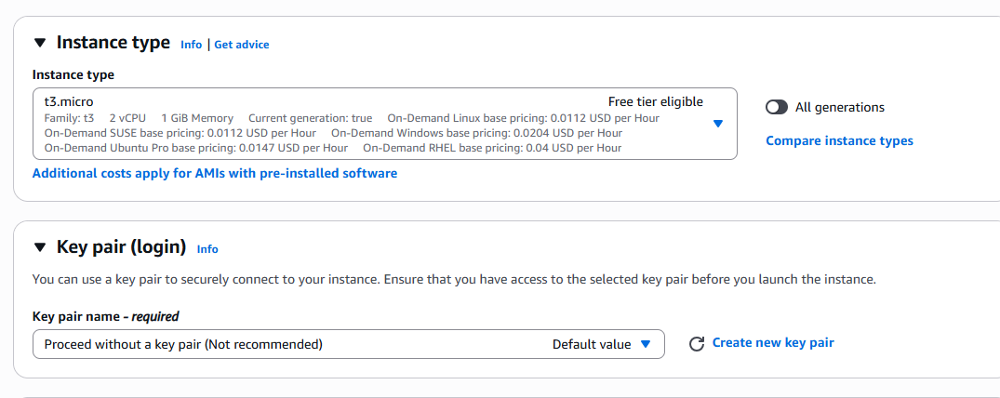 Instance type Info | Get advice
Instance type
t3.micro Free tier eligible
Family: t3 2 vCPU 1 GiB Memory Current generation: true On-Demand Linux base pricing: 0.0112 USD per Hour
On-Demand SUSE base pricing: 0.0112 USD per Hour On-Demand Windows base pricing: 0.0204 USD per Hour
On-Demand Ubuntu Pro base pricing: 0.0147 USD per Hour On-Demand RHEL base pricing: 0.04 USD per Hour
All generations
Compare instance types
Additional costs apply for AMIs with pre-installed software
Key pair (login) Info
You can use a key pair to securely connect to your instance. Ensure that you have access to the selected key pair before you launch the instance.
Key pair name - required
Proceed without a key pair (Not recommended) Default value
Create new key pair